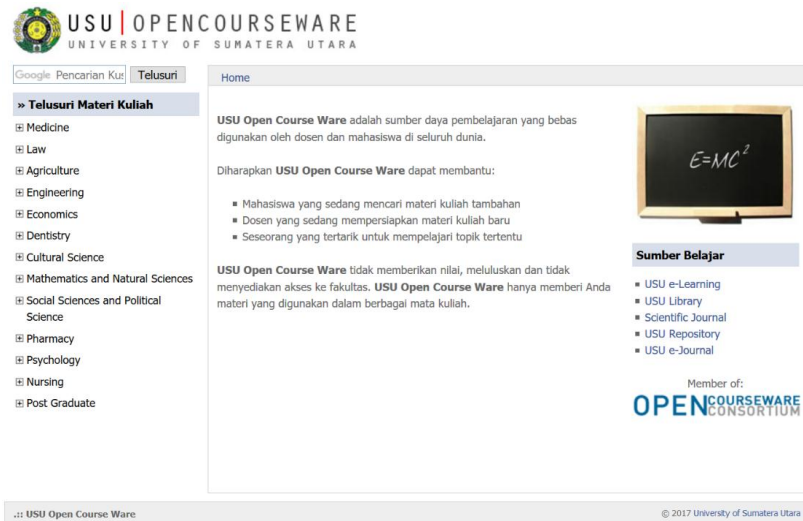 USU | OPENCOURSEWARE
UNIVERSITY OF SUMATERA UTARA
Google Pencarian Kus Telusuri
Home
» Telusuri Materi Kuliah
Medicine
Law
Agriculture
Engineering
Economics
Dentistry
Cultural Science
Mathematics and Natural Sciences
Social Sciences and Political
Science
Pharmacy
Psychology
Nursing
Post Graduate
USU Open Course Ware adalah sumber daya pembelajaran yang bebas
digunakan oleh dosen dan mahasiswa di seluruh dunia.
Diharapkan USU Open Course Ware dapat membantu:
Mahasiswa yang sedang mencari materi kuliah tambahan
Dosen yang sedang mempersiapkan materi kuliah baru
Seseorang yang tertarik untuk mempelajari topik tertentu
USU Open Course Ware tidak memberikan nilai, meluluskan dan tidak
menyediakan akses ke fakultas. USU Open Course Ware hanya memberi Anda
materi yang digunakan dalam berbagai mata kuliah.
E=MC²
Sumber Belajar
USU e-Learning
USU Library
Scientific Journal
USU Repository
USU e-Journal
Member of:
OPENCOURSEWARE
CONSORTIUM
.:: USU Open Course Ware
© 2017 University of Sumatera Utara